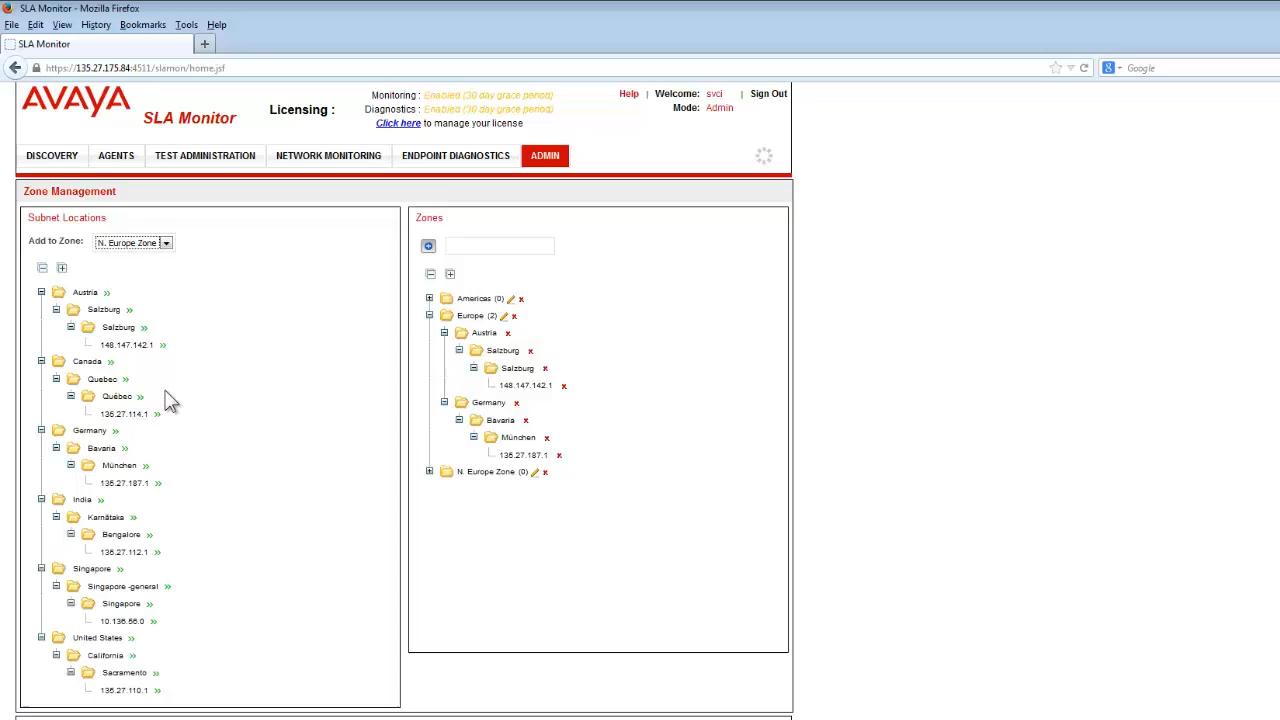 SLA Monitor - Mozilla Firefox
File Edit View History Bookmarks Tools Help
SLA Monitor
https://135.27.175.84:4511/slamon/home.jsf
Google
AVAYA
SLA Monitor
Licensing :
Monitoring : Enabled (30 day grace period)
Diagnostics : Enabled (30 day grace period)
Click here to manage your license
Help | Welcome: svci | Sign Out
Mode: Admin
DISCOVERY AGENTS TEST ADMINISTRATION NETWORK MONITORING ENDPOINT DIAGNOSTICS ADMIN
Zone Management
Subnet Locations
Add to Zone: N. Europe Zone
Austria
Salzburg
Salzburg
148.147.142.1
Canada
Quebec
Québec
135.27.114.1
Germany
Bavaria
München
135.27.187.1
India
Karnātaka
Bengalore
135.27.112.1
Singapore
Singapore -general
Singapore
10.136.56.0
United States
California
Sacramento
135.27.110.1
Zones
Americas (0)
Europe (2)
Austria
Salzburg
Salzburg
148.147.142.1
Germany
Bavaria
München
135.27.187.1
N. Europe Zone (0)